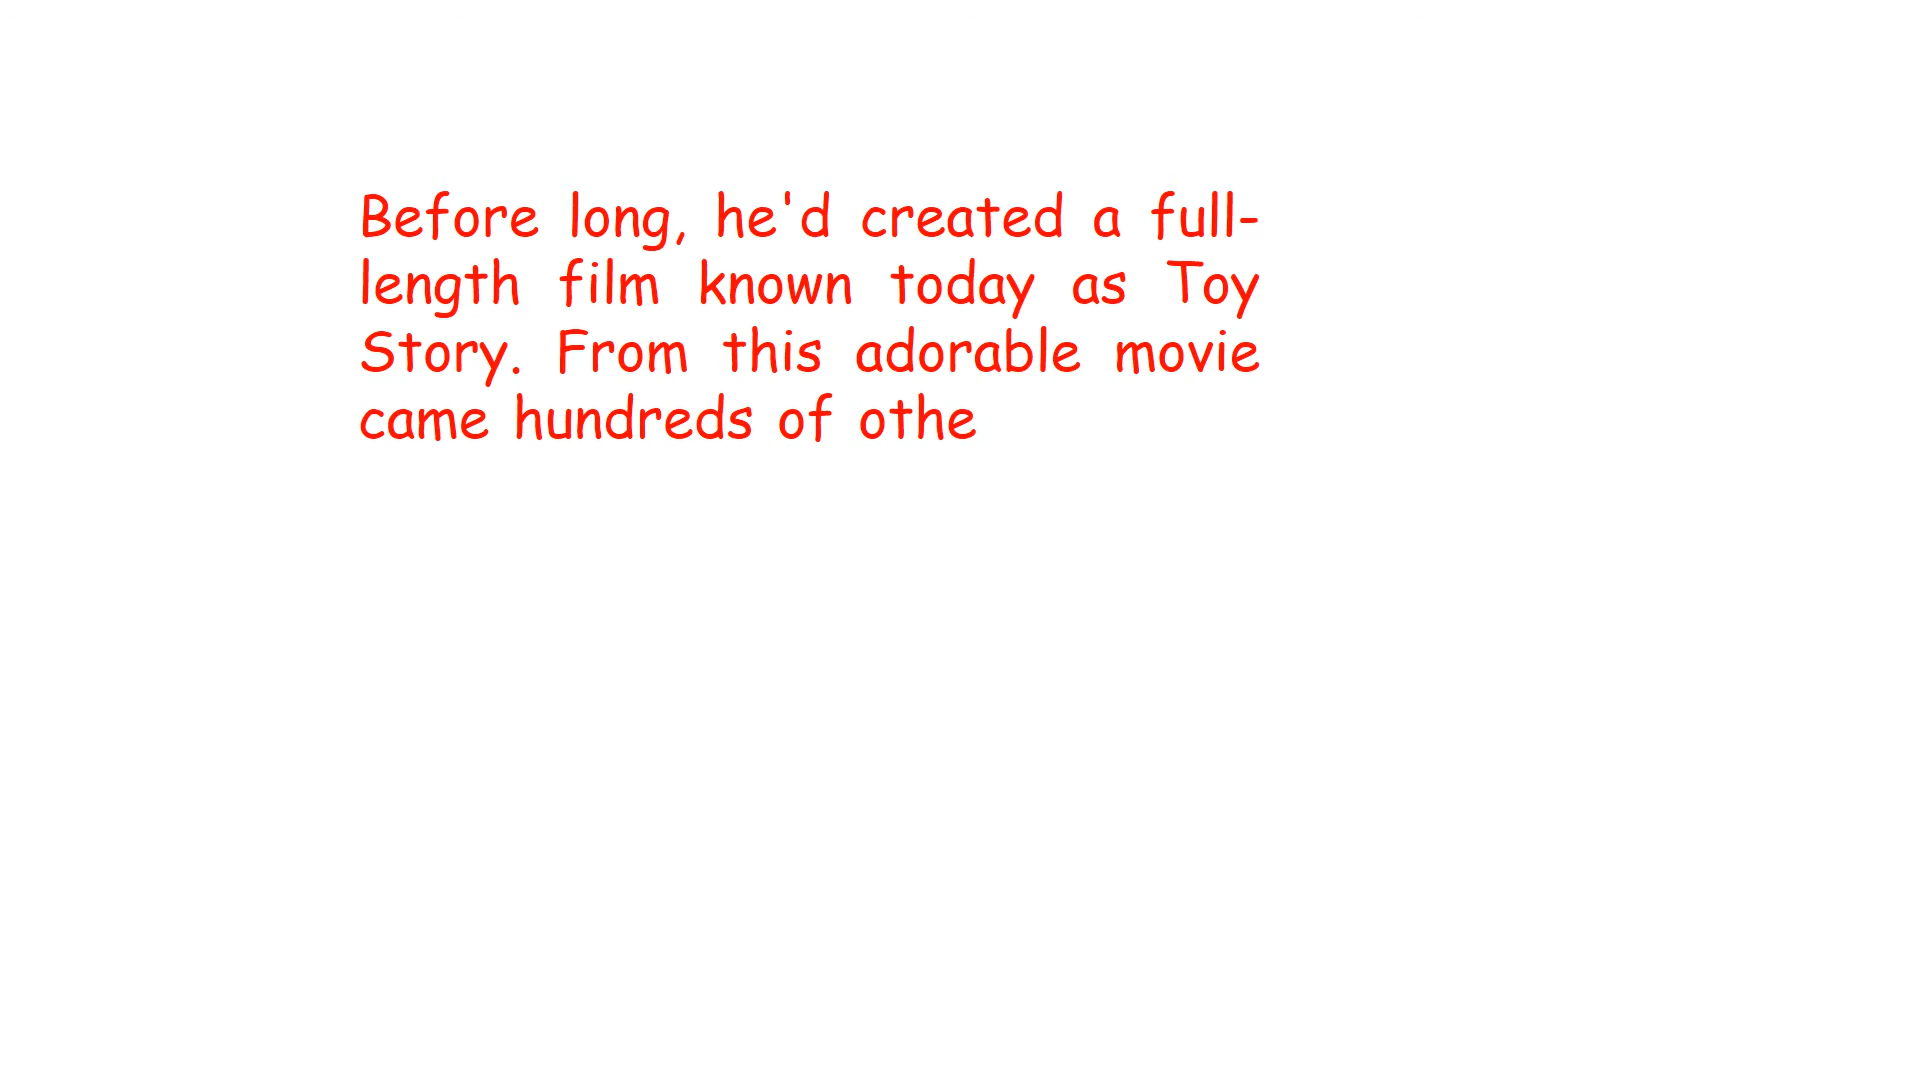 Before long, he'd created a full-
length film known today as Toy
Story. From this adorable movie
came hundreds of othe